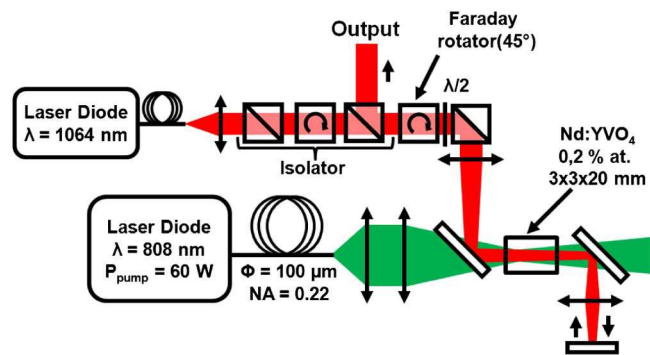 Output
Faraday
rotator(45°)
λ/2
Laser Diode
λ = 1064 nm
Isolator
Nd:YVO₄
0,2 % at.
3x3x20 mm
Laser Diode
λ = 808 nm
Ppump = 60 W
Φ = 100 µm
NA = 0.22